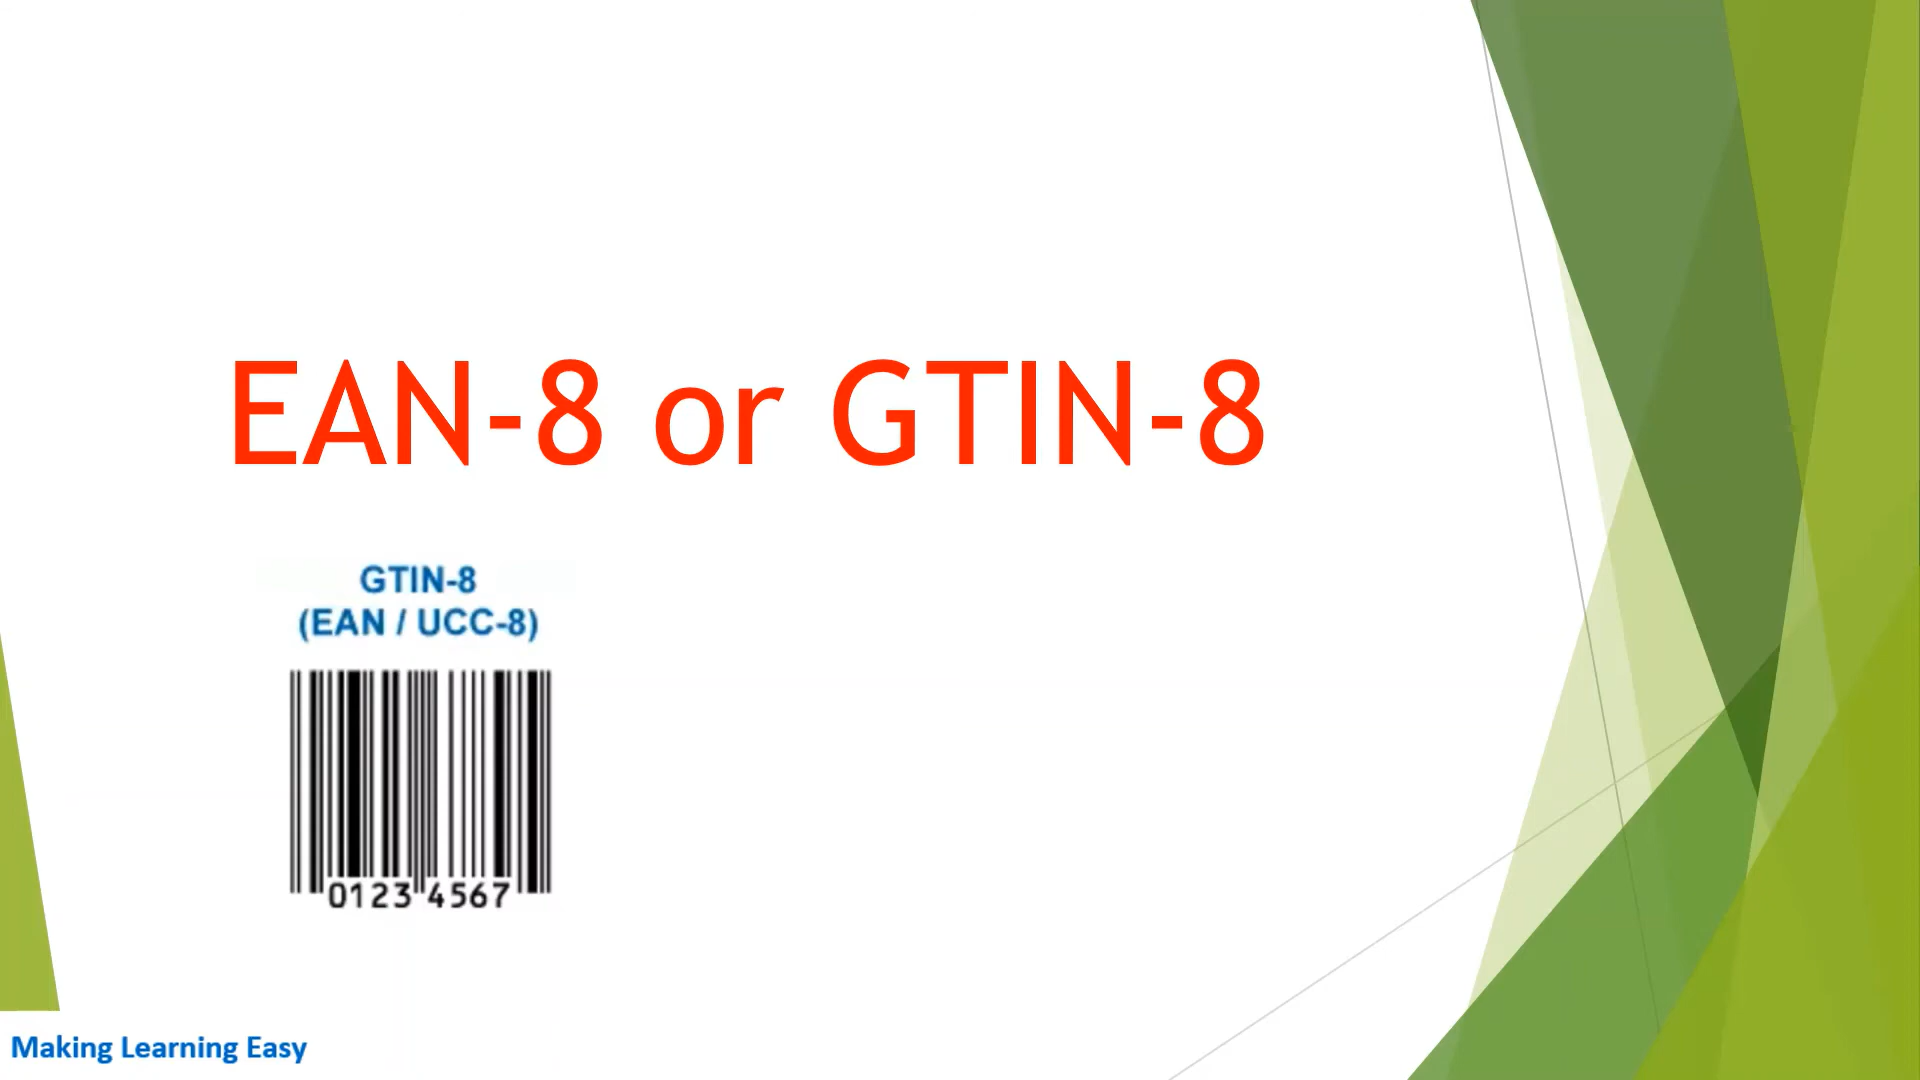 EAN-8 or GTIN-8
GTIN-8
(EAN / UCC-8)
0123 4567
Making Learning Easy